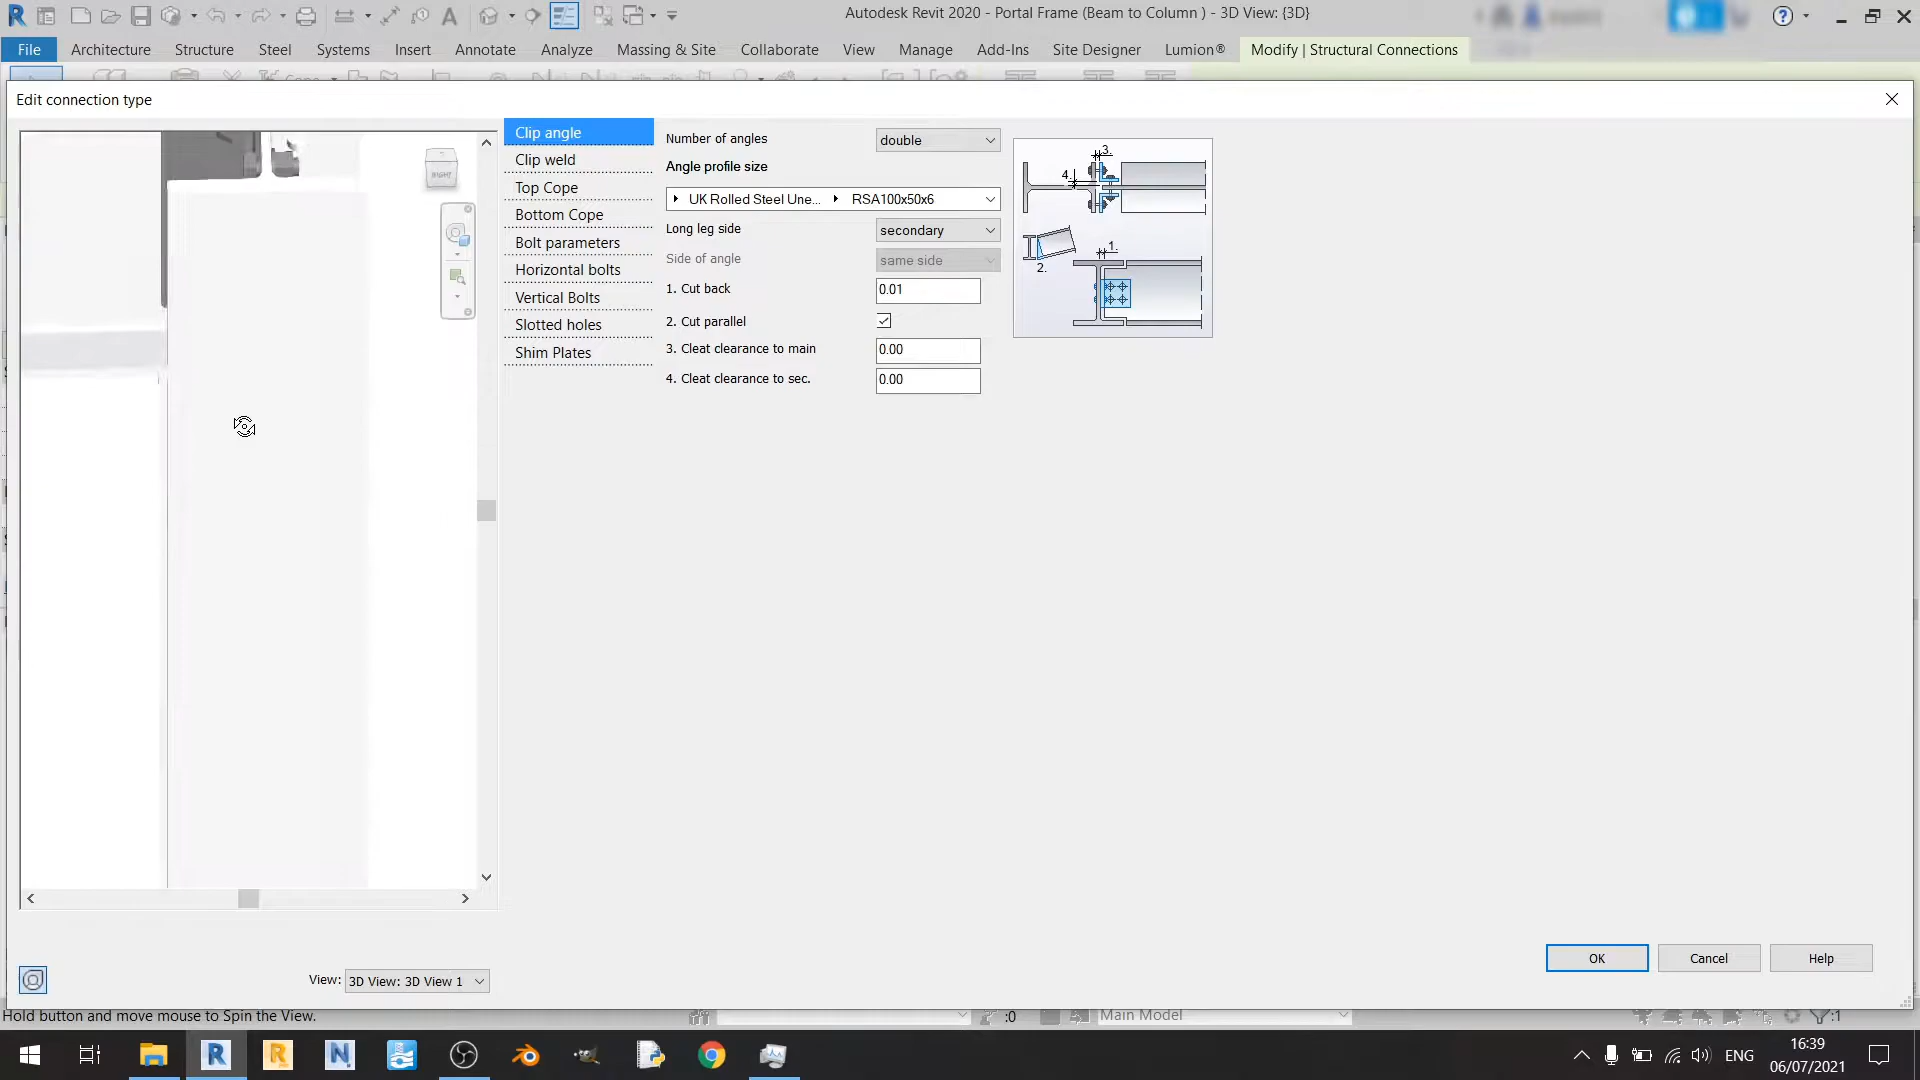 Autodesk Revit 2020 - Portal Frame (Beam to Column ) - 3D View: {3D}
File Architecture Structure Steel Systems Insert Annotate Analyze Massing & Site Collaborate View Manage Add-Ins Site Designer Lumion® Modify | Structural Connections
Edit connection type
RIGHT
Clip angle
Clip weld
Top Cope
Bottom Cope
Bolt parameters
Horizontal bolts
Vertical Bolts
Slotted holes
Shim Plates
Number of angles double
Angle profile size
UK Rolled Steel Une... RSA100x50x6
Long leg side secondary
Side of angle same side
1. Cut back 0.01
2. Cut parallel
3. Cleat clearance to main 0.00
4. Cleat clearance to sec. 0.00
3.
4.
1.
2.
OK Cancel Help
View: 3D View: 3D View 1
Hold button and move mouse to Spin the View.
:0 Main Model :1
ENG
16:39
06/07/2021